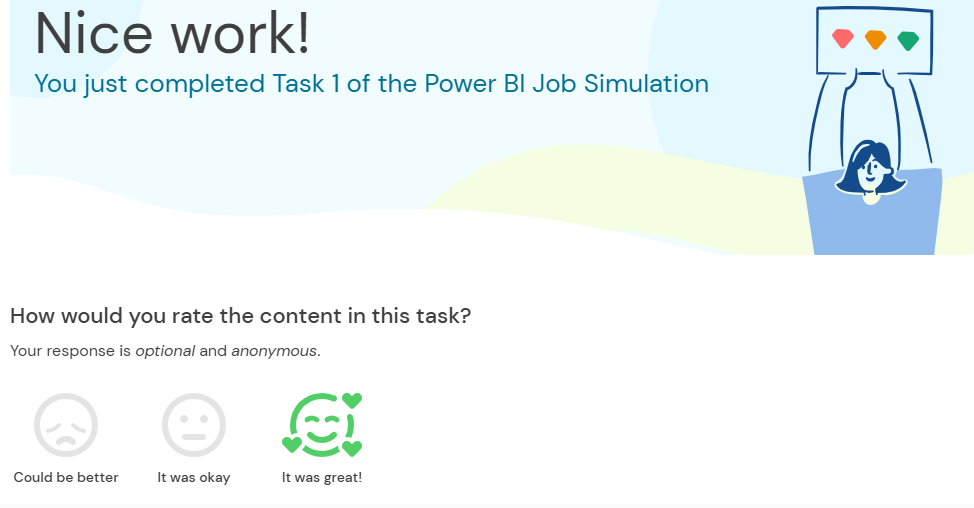 Nice work!
You just completed Task 1 of the Power BI Job Simulation
How would you rate the content in this task?
Your response is optional and anonymous.
Could be better
It was okay
It was great!